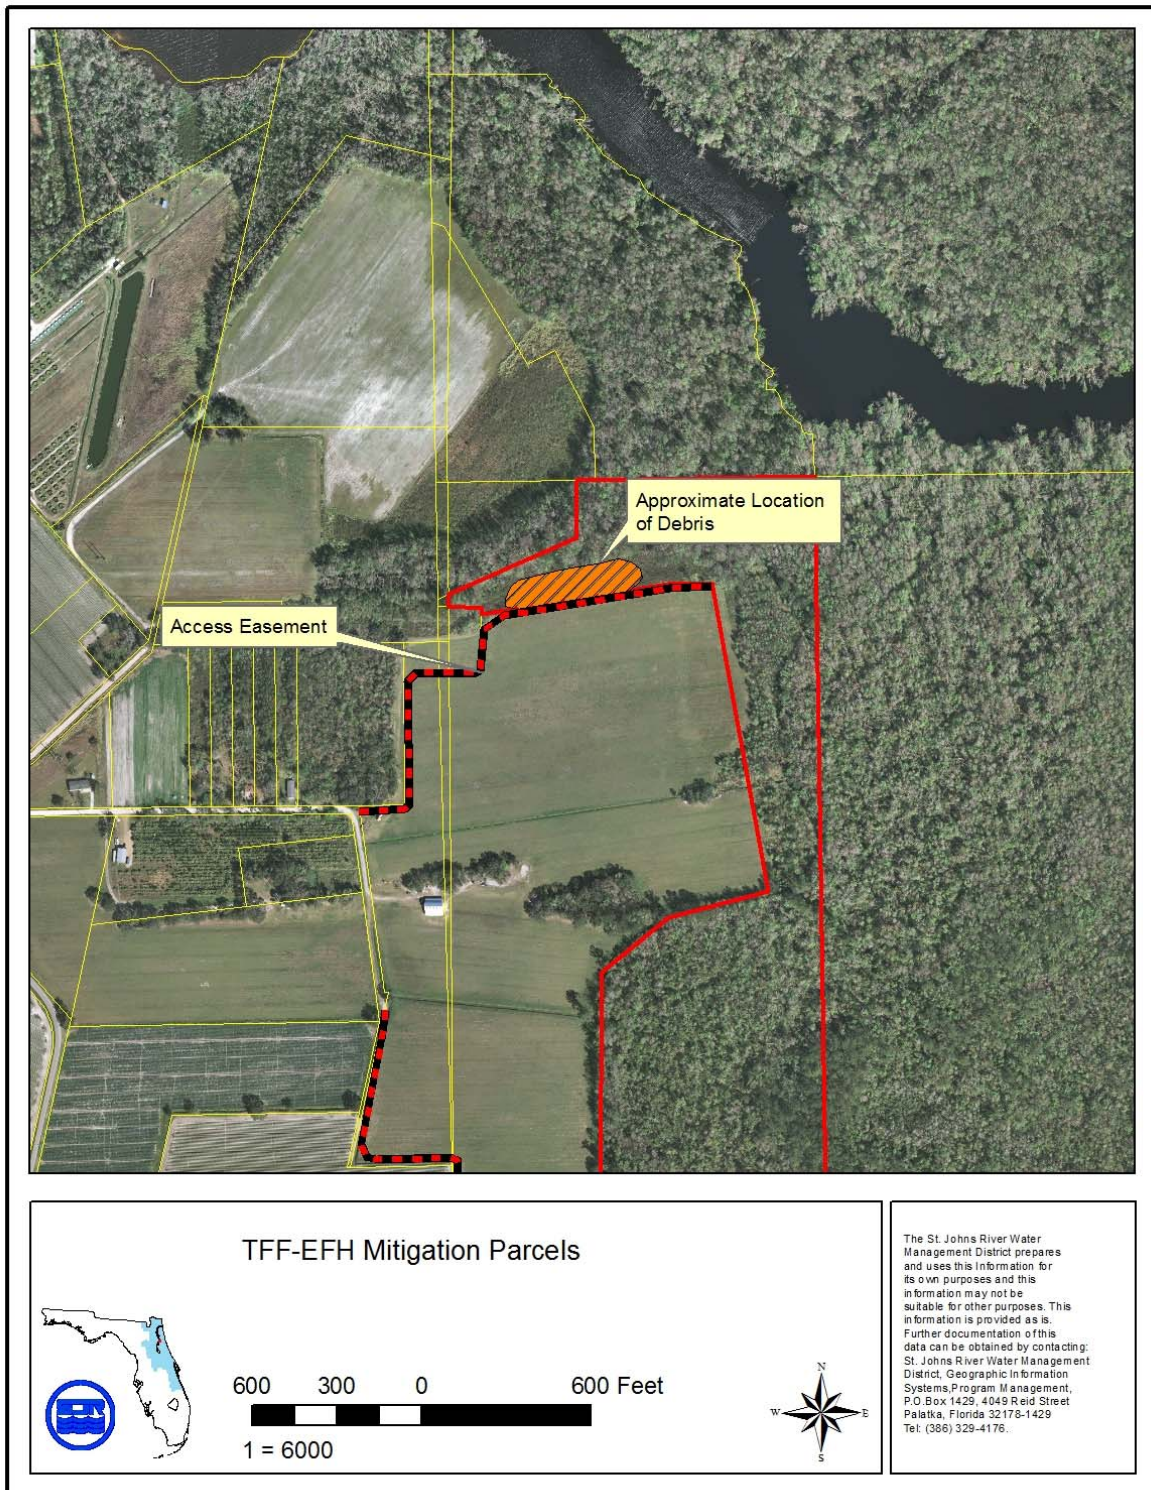 Approximate Location
of Debris
Access Easement
TFF-EFH Mitigation Parcels
600 300 0 600 Feet
1 = 6000
N
W E
S
The St. Johns River Water
Management District prepares
and uses this Information for
its own purposes and this
information may not be
suitable for other purposes. This
information is provided as is.
Further documentation of this
data can be obtained by contacting:
St. Johns River Water Management
District, Geographic Information
Systems,Program Management,
P.O.Box 1429, 4049 Reid Street
Palatka, Florida 32178-1429
Tel: (386) 329-4176.